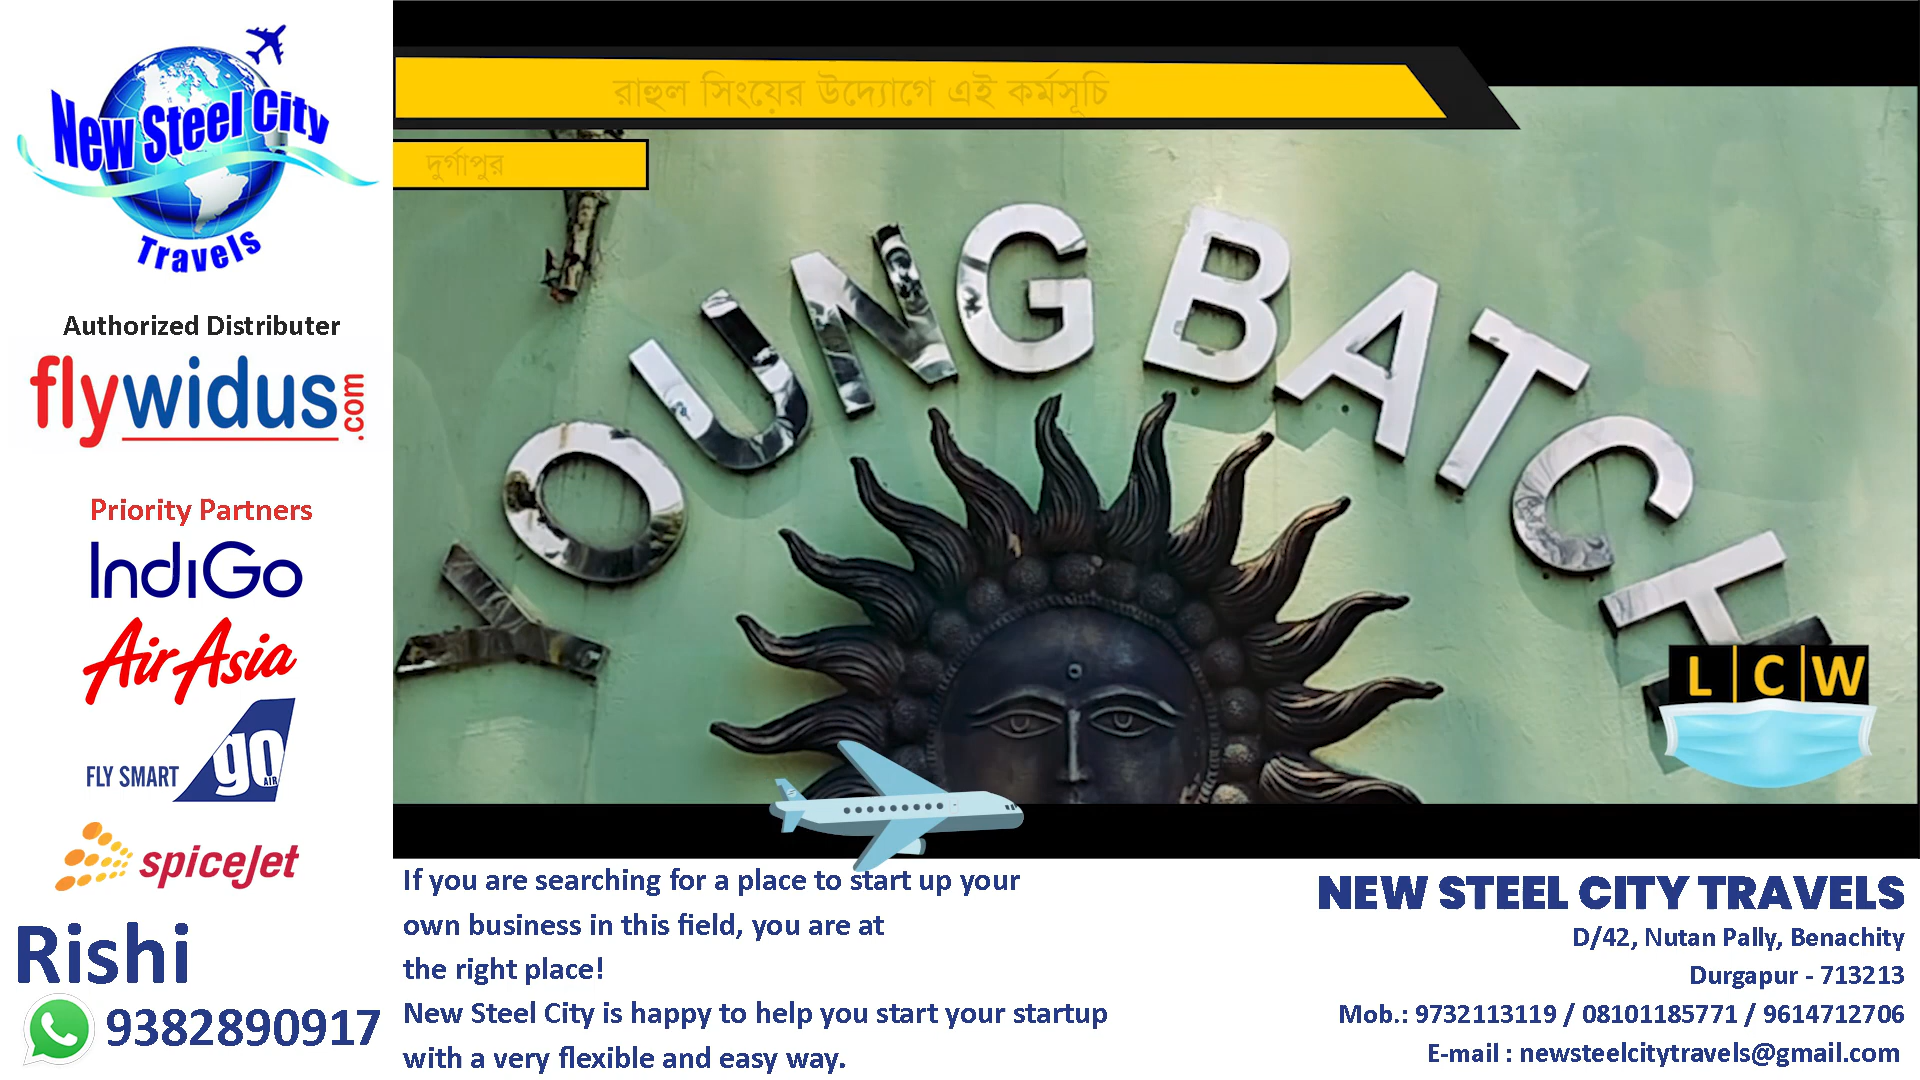 New Steel City
Travels
Authorized Distributer
flywidus.com
Priority Partners
IndiGo
AirAsia
FLY SMART
go
AIR
spiceJet
Rishi
9382890917
রাহুল সিংয়ের উদ্যোগে এই কর্মসূচি
দুর্গাপুর
YOUNG BATCH
L C W
If you are searching for a place to start up your
own business in this field, you are at
the right place!
New Steel City is happy to help you start your startup
with a very flexible and easy way.
NEW STEEL CITY TRAVELS
D/42, Nutan Pally, Benachity
Durgapur - 713213
Mob.: 9732113119 / 08101185771 / 9614712706
E-mail : newsteelcitytravels@gmail.com